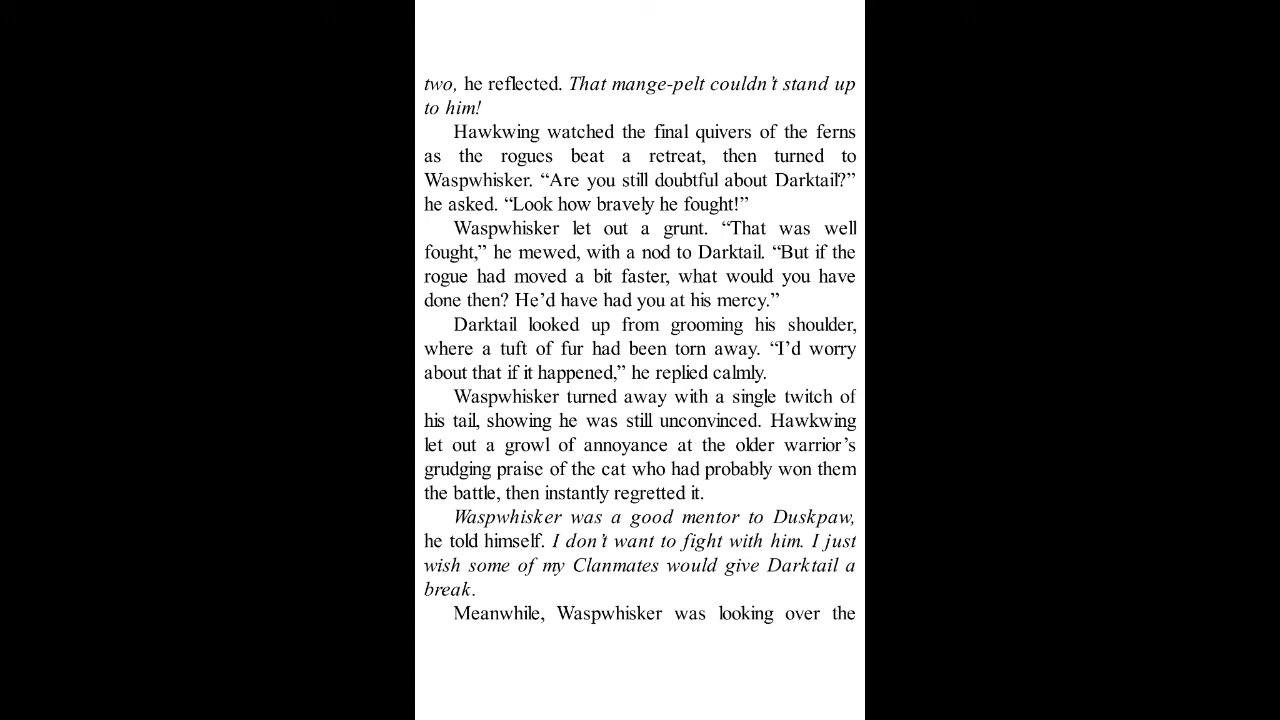 two, he reflected. That mange-pelt couldn’t stand up
to him!
Hawkwing watched the final quivers of the ferns
as the rogues beat a retreat, then turned to
Waspwhisker. “Are you still doubtful about Darktail?”
he asked. “Look how bravely he fought!”
Waspwhisker let out a grunt. “That was well
fought,” he mewed, with a nod to Darktail. “But if the
rogue had moved a bit faster, what would you have
done then? He’d have had you at his mercy.”
Darktail looked up from grooming his shoulder,
where a tuft of fur had been torn away. “I’d worry
about that if it happened,” he replied calmly.
Waspwhisker turned away with a single twitch of
his tail, showing he was still unconvinced. Hawkwing
let out a growl of annoyance at the older warrior’s
grudging praise of the cat who had probably won them
the battle, then instantly regretted it.
Waspwhisker was a good mentor to Duskpaw,
he told himself. I don’t want to fight with him. I just
wish some of my Clanmates would give Darktail a
break.
Meanwhile, Waspwhisker was looking over the